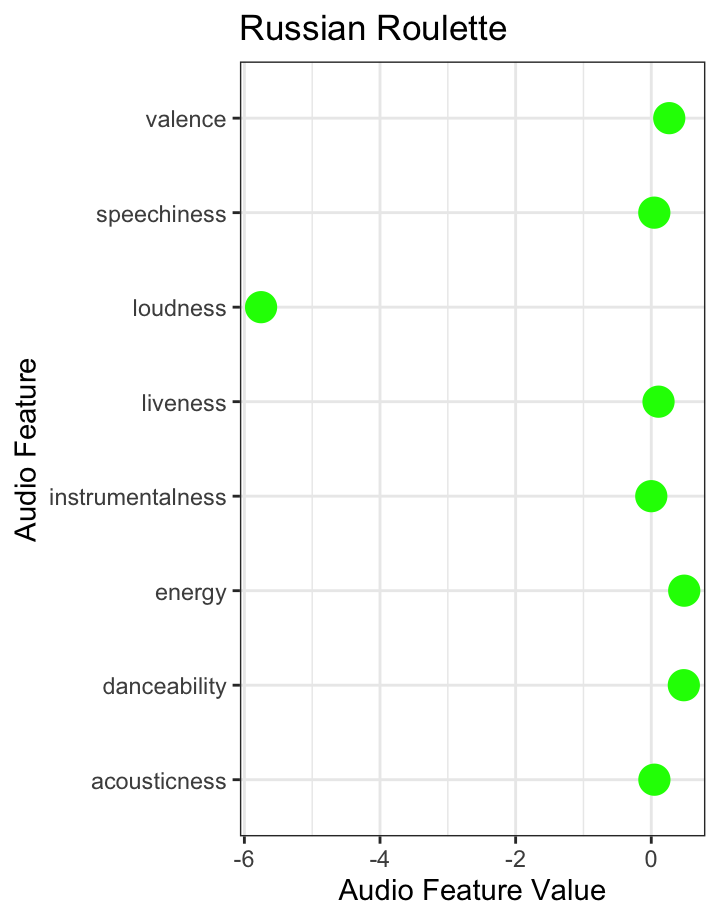 Russian Roulette
valence
speechiness
loudness
liveness
instrumentalness
energy
danceability
acousticness
Audio Feature
-6 -4 -2 0
Audio Feature Value